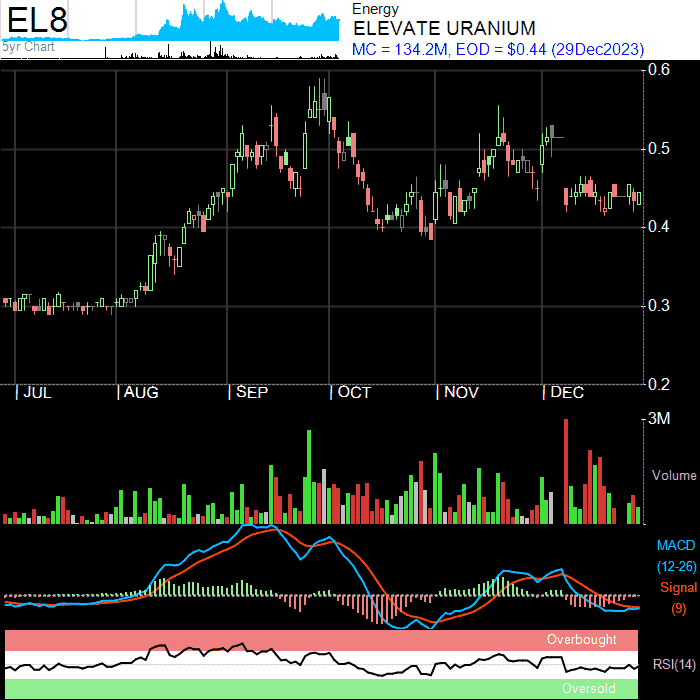 EL8
5yr Chart
Energy
ELEVATE URANIUM
MC = 134.2M, EOD = $0.44 (29Dec2023)
0.6
0.5
0.4
0.3
0.2
JUL AUG SEP OCT NOV DEC
3M
Volume
MACD
(12-26)
Signal
(9)
Overbought
RSI(14)
Oversold